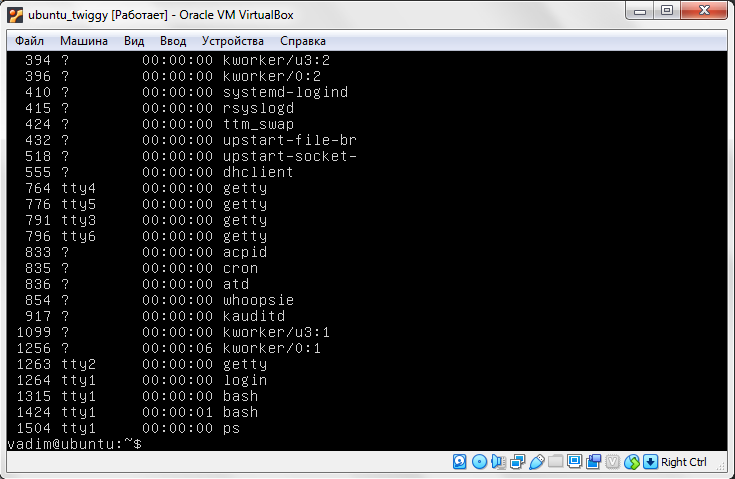 ubuntu_twiggy [Работает] - Oracle VM VirtualBox
Файл Машина Вид Ввод Устройства Справка
394 ? 00:00:00 kworker/u3:2
396 ? 00:00:00 kworker/0:2
410 ? 00:00:00 systemd-logind
415 ? 00:00:00 rsyslogd
424 ? 00:00:00 ttm_swap
432 ? 00:00:00 upstart-file-br
518 ? 00:00:00 upstart-socket-
555 ? 00:00:00 dhclient
764 tty4 00:00:00 getty
776 tty5 00:00:00 getty
791 tty3 00:00:00 getty
796 tty6 00:00:00 getty
833 ? 00:00:00 acpid
835 ? 00:00:00 cron
836 ? 00:00:00 atd
854 ? 00:00:00 whoopsie
917 ? 00:00:00 kauditd
1099 ? 00:00:00 kworker/u3:1
1256 ? 00:00:06 kworker/0:1
1263 tty2 00:00:00 getty
1264 tty1 00:00:00 login
1315 tty1 00:00:00 bash
1424 tty1 00:00:01 bash
1504 tty1 00:00:00 ps
vadim@ubuntu:~$
Right Ctrl